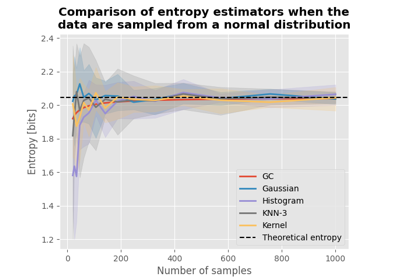 Comparison of entropy estimators when the
data are sampled from a normal distribution
Entropy [bits]
2.4
2.2
2.0
1.8
1.6
1.4
1.2
0
200
400
600
800
1000
Number of samples
GC
Gaussian
Histogram
KNN-3
Kernel
Theoretical entropy